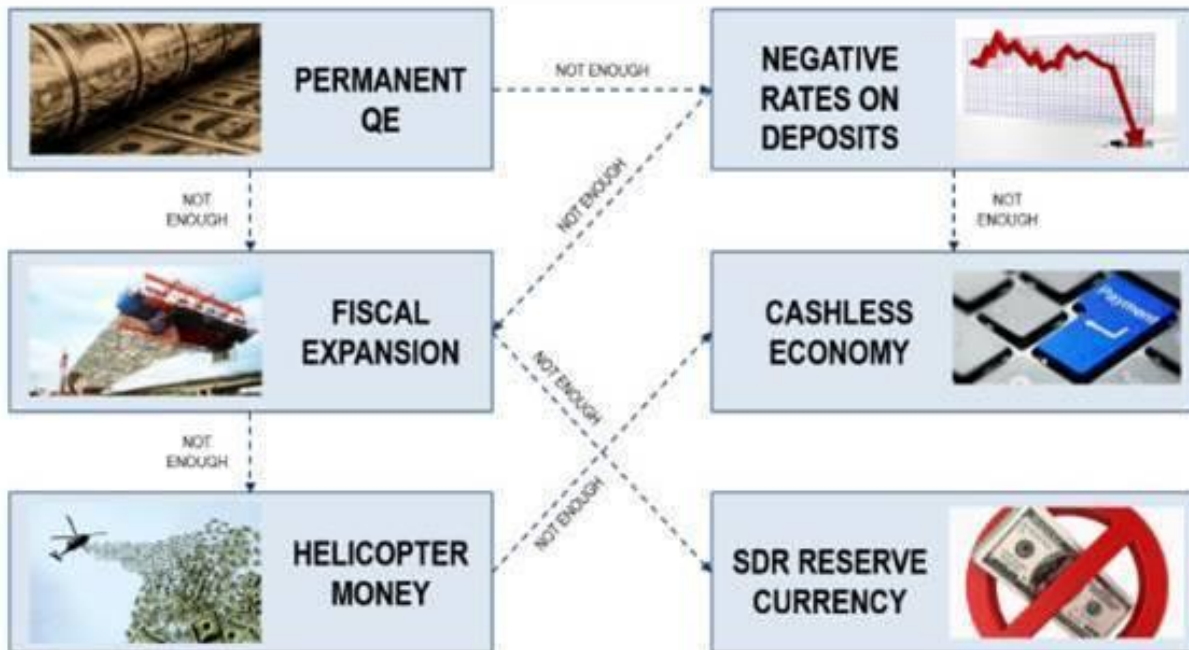 PERMANENT
QE
NOT ENOUGH
NEGATIVE
RATES ON
DEPOSITS
NOT
ENOUGH
NOT ENOUGH
NOT
ENOUGH
FISCAL
EXPANSION
CASHLESS
ECONOMY
Payment
NOT ENOUGH
NOT
ENOUGH
NOT ENOUGH
HELICOPTER
MONEY
SDR RESERVE
CURRENCY